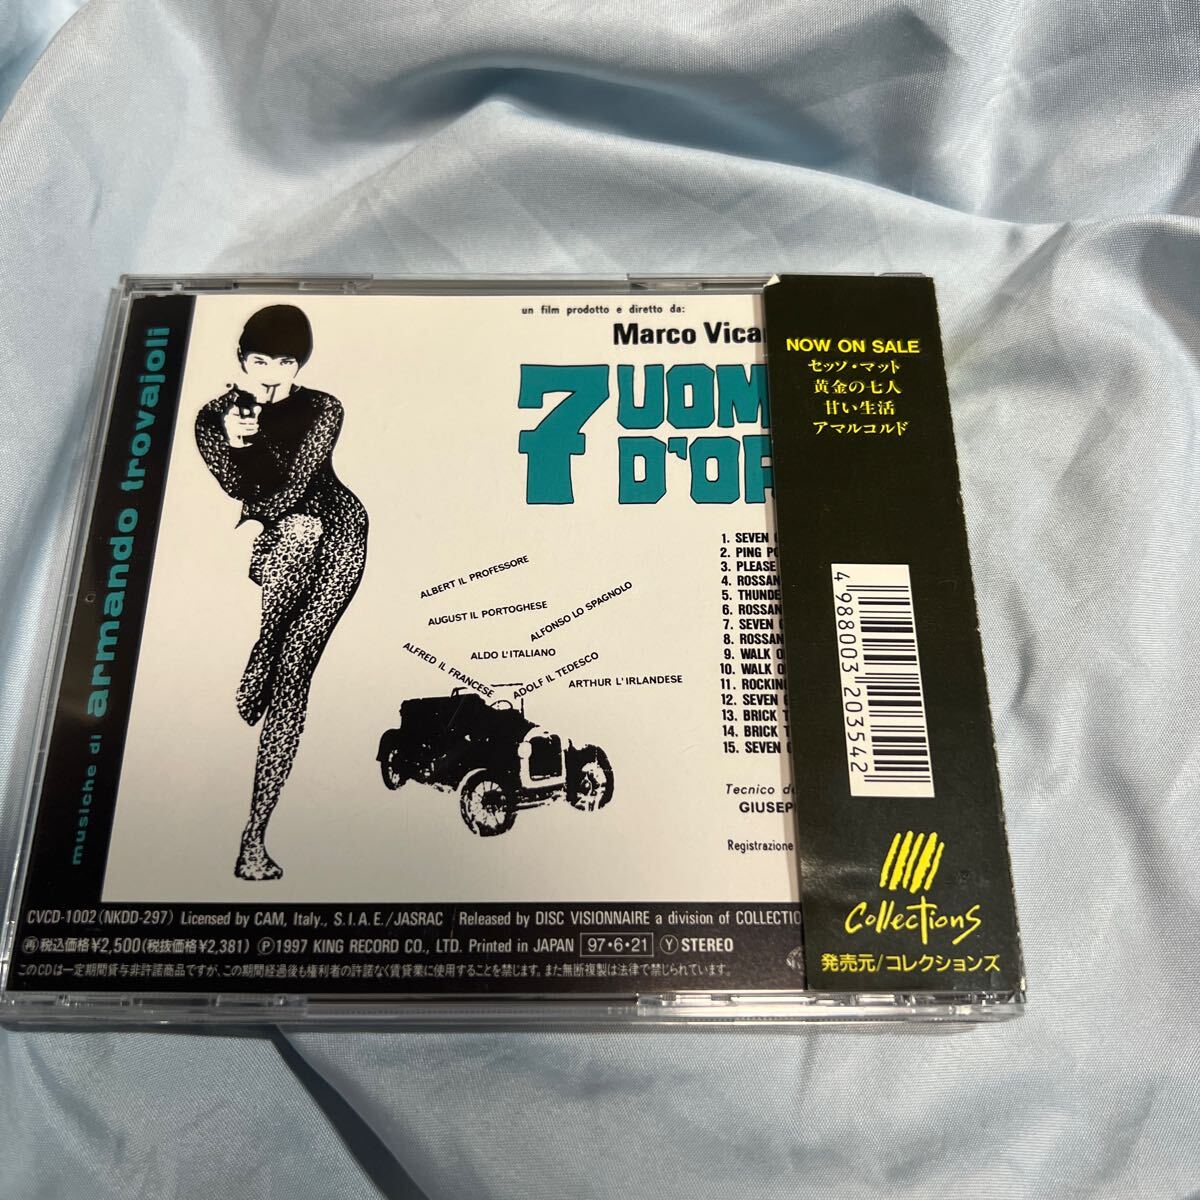 musiche di armando trovajoli
un film prodotto e diretto da:
Marco Vica
7 UOM
D'O
ALBERT IL PROFESSORE
AUGUST IL PORTOGHESE
ALFONSO LO SPAGNOLO
ALDO L'ITALIANO
ALFRED IL FRANCESE
ADOLF IL TEDESCO
ARTHUR L'IRLANDESE
1. SEVEN
2. PING PO
3. PLEASE
4. ROSSAN
5. THUNDE
6. ROSSAN
7. SEVEN
8. ROSSAN
9. WALK O
10. WALK O
11. ROCKIN
12. SEVEN
13. BRICK T
14. BRICK T
15. SEVEN
Tecnico de
GIUSEP
Registrazione
CVCD-1002 (NKDD-297) Licensed by CAM, Italy., S.I.A.E./JASRAC Released by DISC VISIONNAIRE a division of COLLECTIO
再 税込価格¥2,500(税抜価格¥2,381) Ⓟ1997 KING RECORD CO., LTD. Printed in JAPAN 97・6・21 Ⓨ STEREO
このCDは一定期間貸与非許諾商品ですが、この期間経過後も権利者の許諾なく賃貸業に使用することを禁じます。また無断複製は法律で禁じられています。
NOW ON SALE
セッソ・マット
黄金の七人
甘い生活
アマルコルド
4 988003 203542
Collections
発売元/コレクションズ